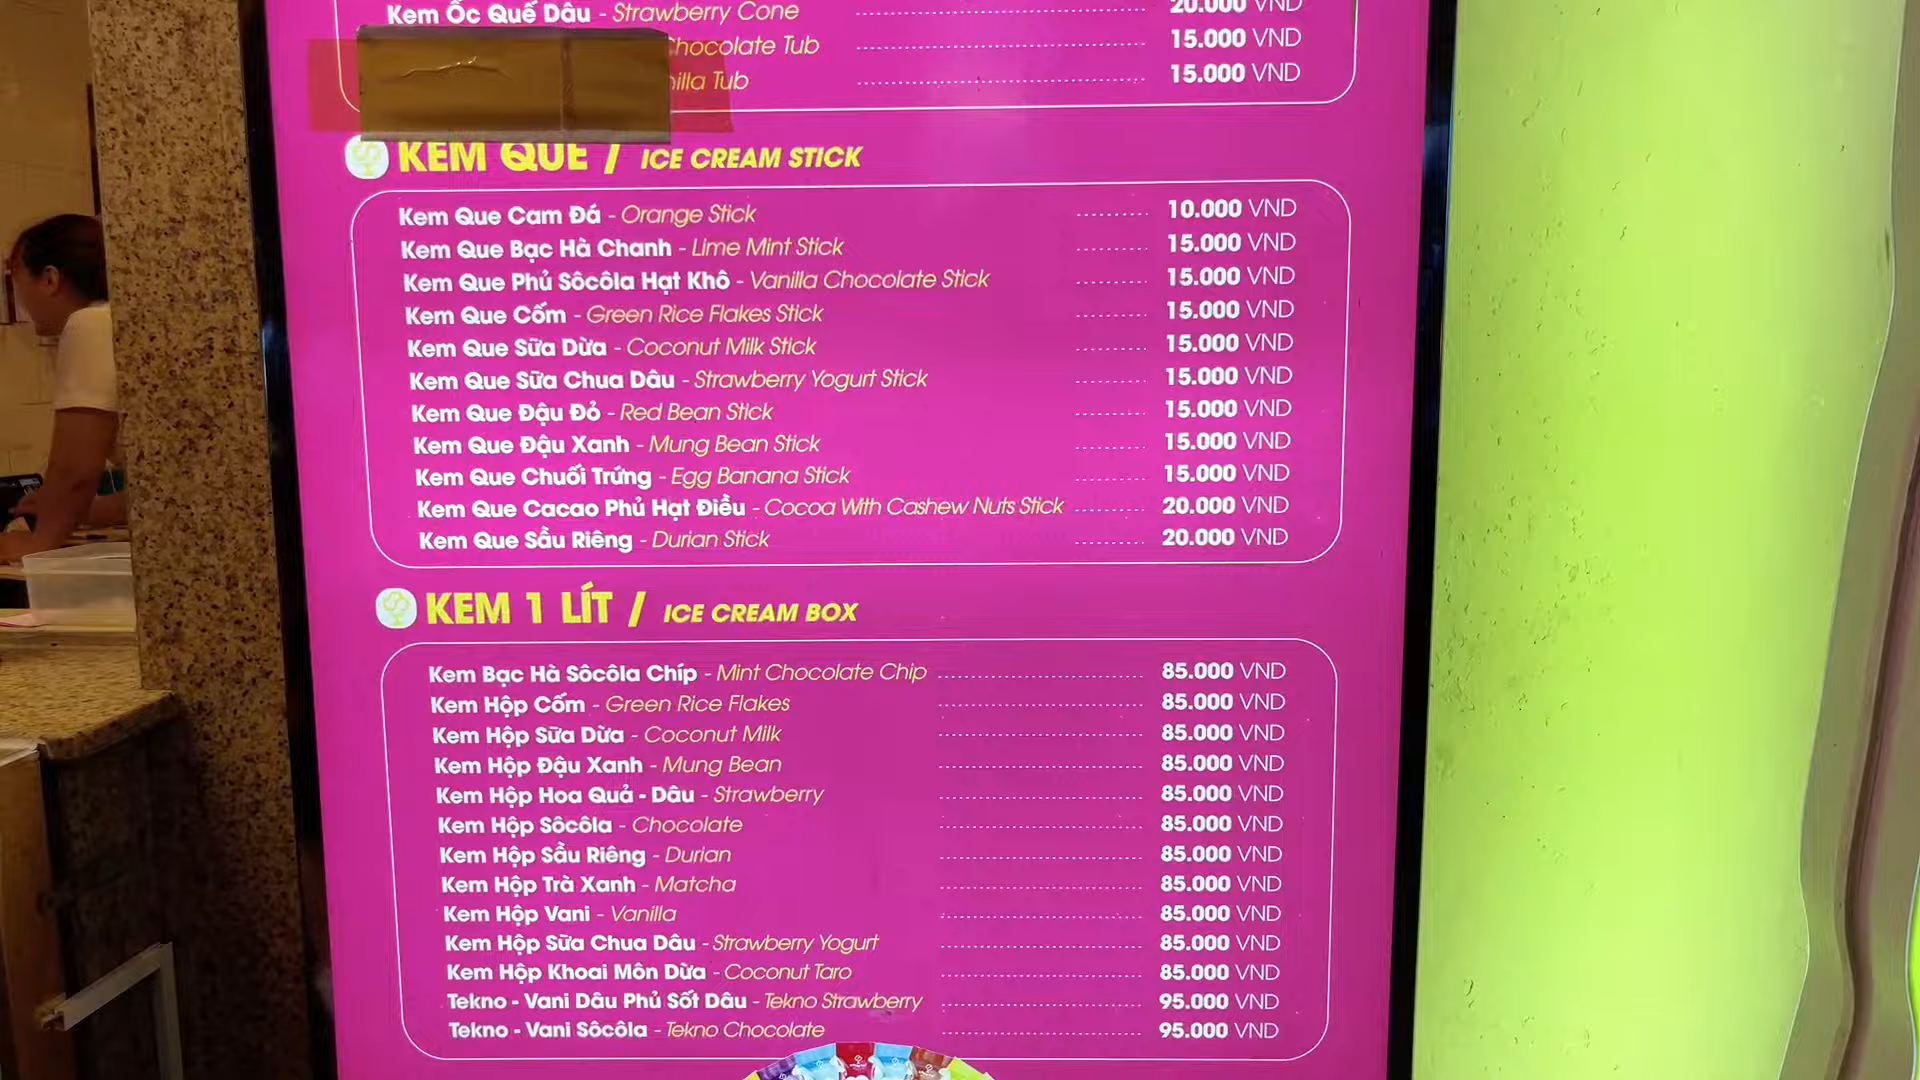 Kem Ốc Quế Dâu - Strawberry Cone 20.000 VND
Chocolate Tub 15.000 VND
Tub 15.000 VND
KEM QUE / ICE CREAM STICK
Kem Que Cam Đá - Orange Stick 10.000 VND
Kem Que Bạc Hà Chanh - Lime Mint Stick 15.000 VND
Kem Que Phủ Sôcôla Hạt Khô - Vanilla Chocolate Stick 15.000 VND
Kem Que Cốm - Green Rice Flakes Stick 15.000 VND
Kem Que Sữa Dừa - Coconut Milk Stick 15.000 VND
Kem Que Sữa Chua Dâu - Strawberry Yogurt Stick 15.000 VND
Kem Que Đậu Đỏ - Red Bean Stick 15.000 VND
Kem Que Đậu Xanh - Mung Bean Stick 15.000 VND
Kem Que Chuối Trứng - Egg Banana Stick 15.000 VND
Kem Que Cacao Phủ Hạt Điều - Cocoa With Cashew Nuts Stick 20.000 VND
Kem Que Sầu Riêng - Durian Stick 20.000 VND
KEM 1 LÍT / ICE CREAM BOX
Kem Bạc Hà Sôcôla Chíp - Mint Chocolate Chip 85.000 VND
Kem Hộp Cốm - Green Rice Flakes 85.000 VND
Kem Hộp Sữa Dừa - Coconut Milk 85.000 VND
Kem Hộp Đậu Xanh - Mung Bean 85.000 VND
Kem Hộp Hoa Quả - Dâu - Strawberry 85.000 VND
Kem Hộp Sôcôla - Chocolate 85.000 VND
Kem Hộp Sầu Riêng - Durian 85.000 VND
Kem Hộp Trà Xanh - Matcha 85.000 VND
Kem Hộp Vani - Vanilla 85.000 VND
Kem Hộp Sữa Chua Dâu - Strawberry Yogurt 85.000 VND
Kem Hộp Khoai Môn Dừa - Coconut Taro 85.000 VND
Tekno - Vani Dâu Phủ Sốt Dâu - Tekno Strawberry 95.000 VND
Tekno - Vani Sôcôla - Tekno Chocolate 95.000 VND